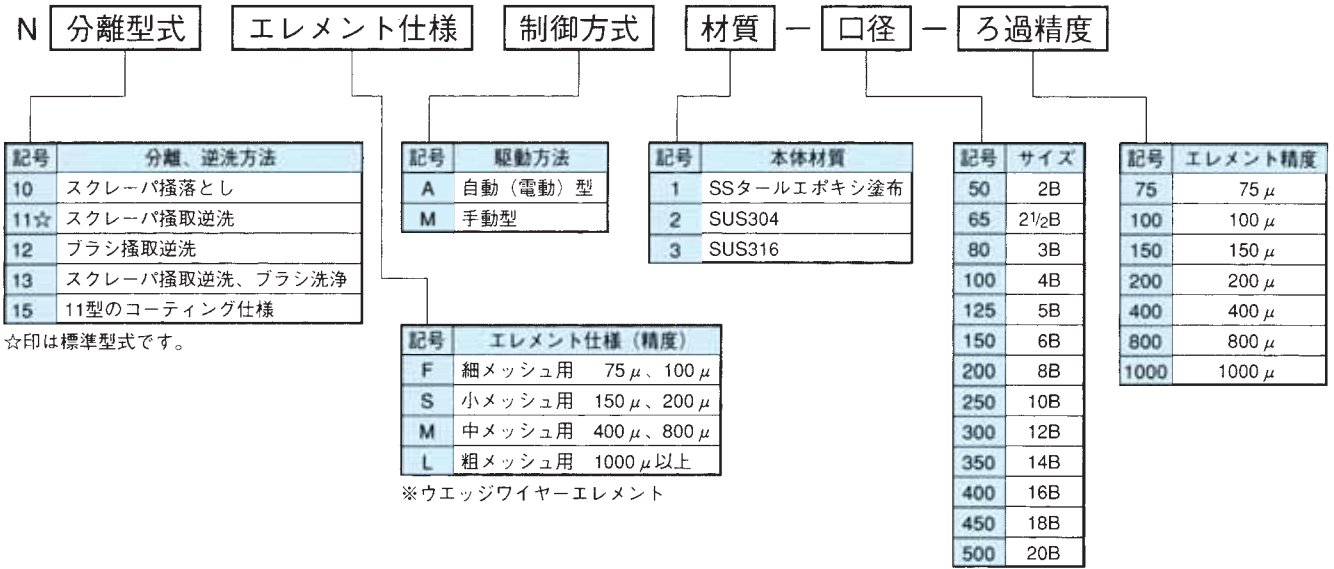 N 分離型式 エレメント仕様 制御方式 材質 － 口径 － ろ過精度
記号 分離、逆洗方法
10 スクレーパ掻落とし
11☆ スクレーパ掻取逆洗
12 ブラシ掻取逆洗
13 スクレーパ掻取逆洗、ブラシ洗浄
15 11型のコーティング仕様
☆印は標準型式です。
記号 駆動方法
A 自動（電動）型
M 手動型
記号 エレメント仕様（精度）
F 細メッシュ用 75μ、100μ
S 小メッシュ用 150μ、200μ
M 中メッシュ用 400μ、800μ
L 粗メッシュ用 1000μ以上
※ウエッジワイヤーエレメント
記号 本体材質
1 SSタールエポキシ塗布
2 SUS304
3 SUS316
記号 サイズ
50 2B
65 2 1/2B
80 3B
100 4B
125 5B
150 6B
200 8B
250 10B
300 12B
350 14B
400 16B
450 18B
500 20B
記号 エレメント精度
75 75μ
100 100μ
150 150μ
200 200μ
400 400μ
800 800μ
1000 1000μ